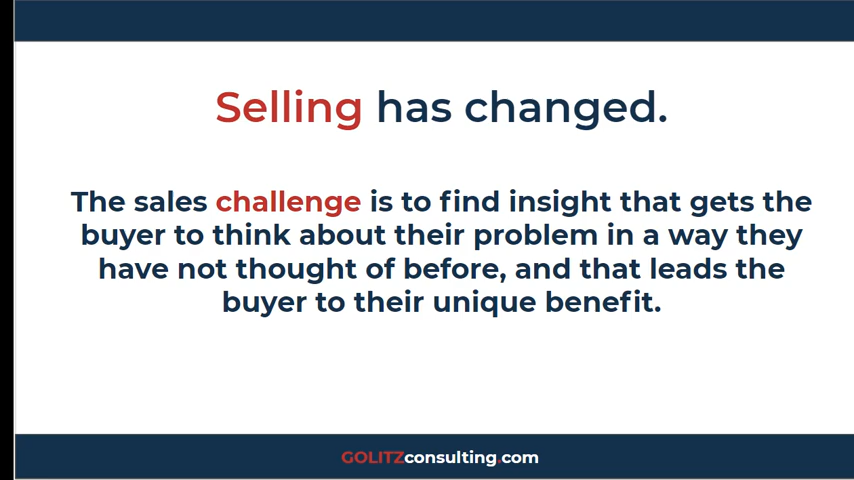 Selling has changed.
The sales challenge is to find insight that gets the
buyer to think about their problem in a way they
have not thought of before, and that leads the
buyer to their unique benefit.
GOLITZconsulting.com